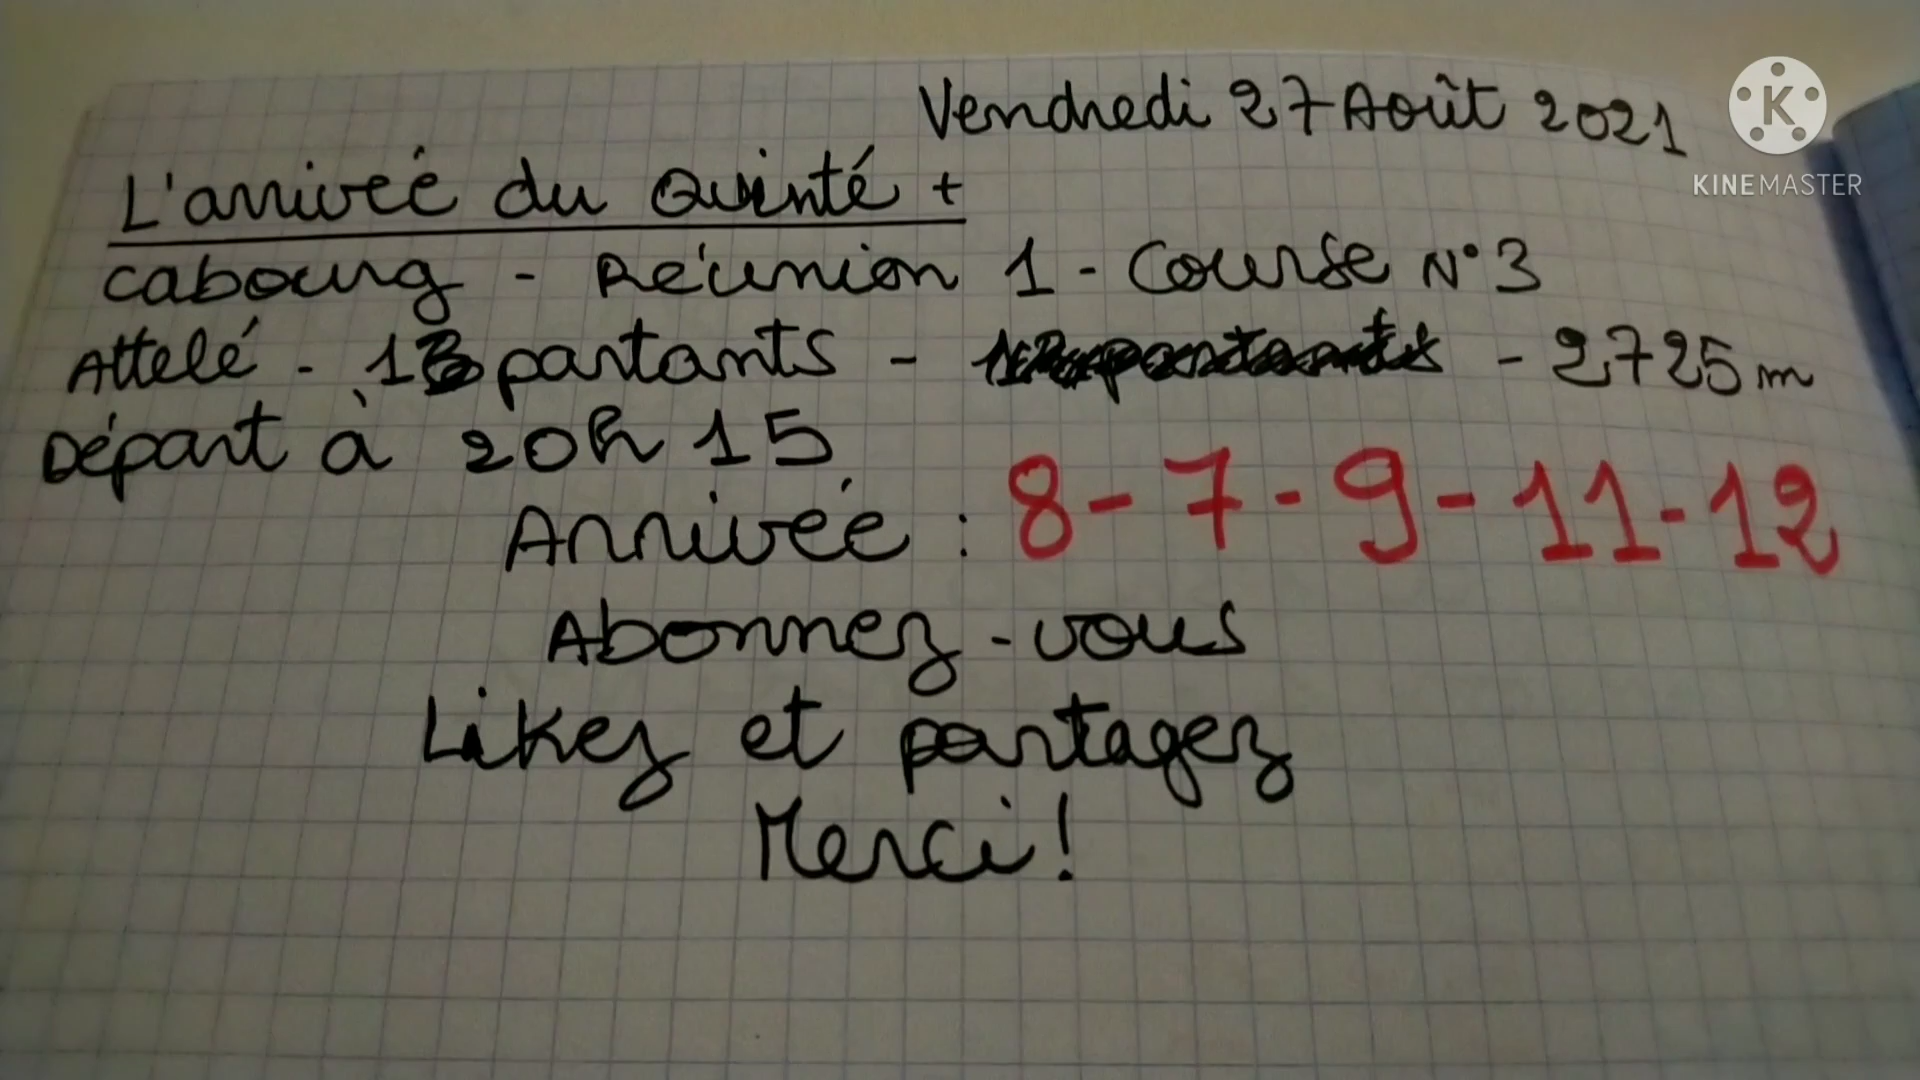 Vendredi 27 Août 2021
L'arrivée du Quinté +
Cabourg - Réunion 1 - Course N°3
Attelé - 13 partants - - 2725m
Départ à 20h15
Arrivée : 8-7-9-11-12
Abonnez-vous
Likez et partagez
Merci!
K
KINEMASTER